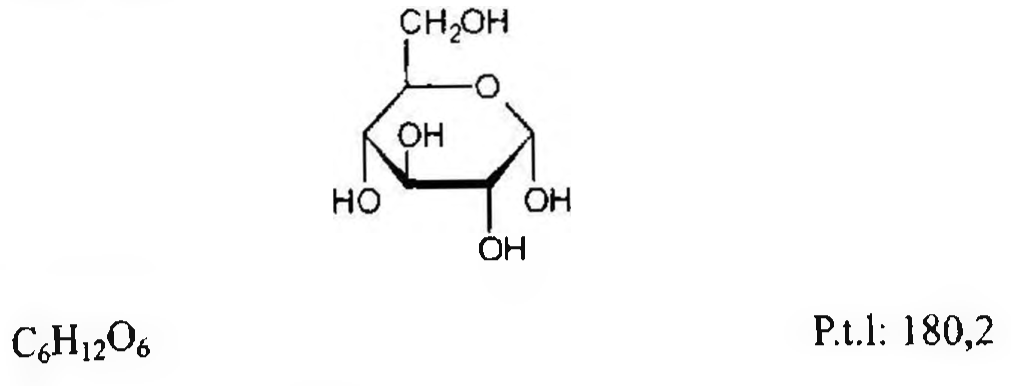 CH₂OH
O
OH
HO
OH
OH
C₆H₁₂O₆
P.t.l: 180,2